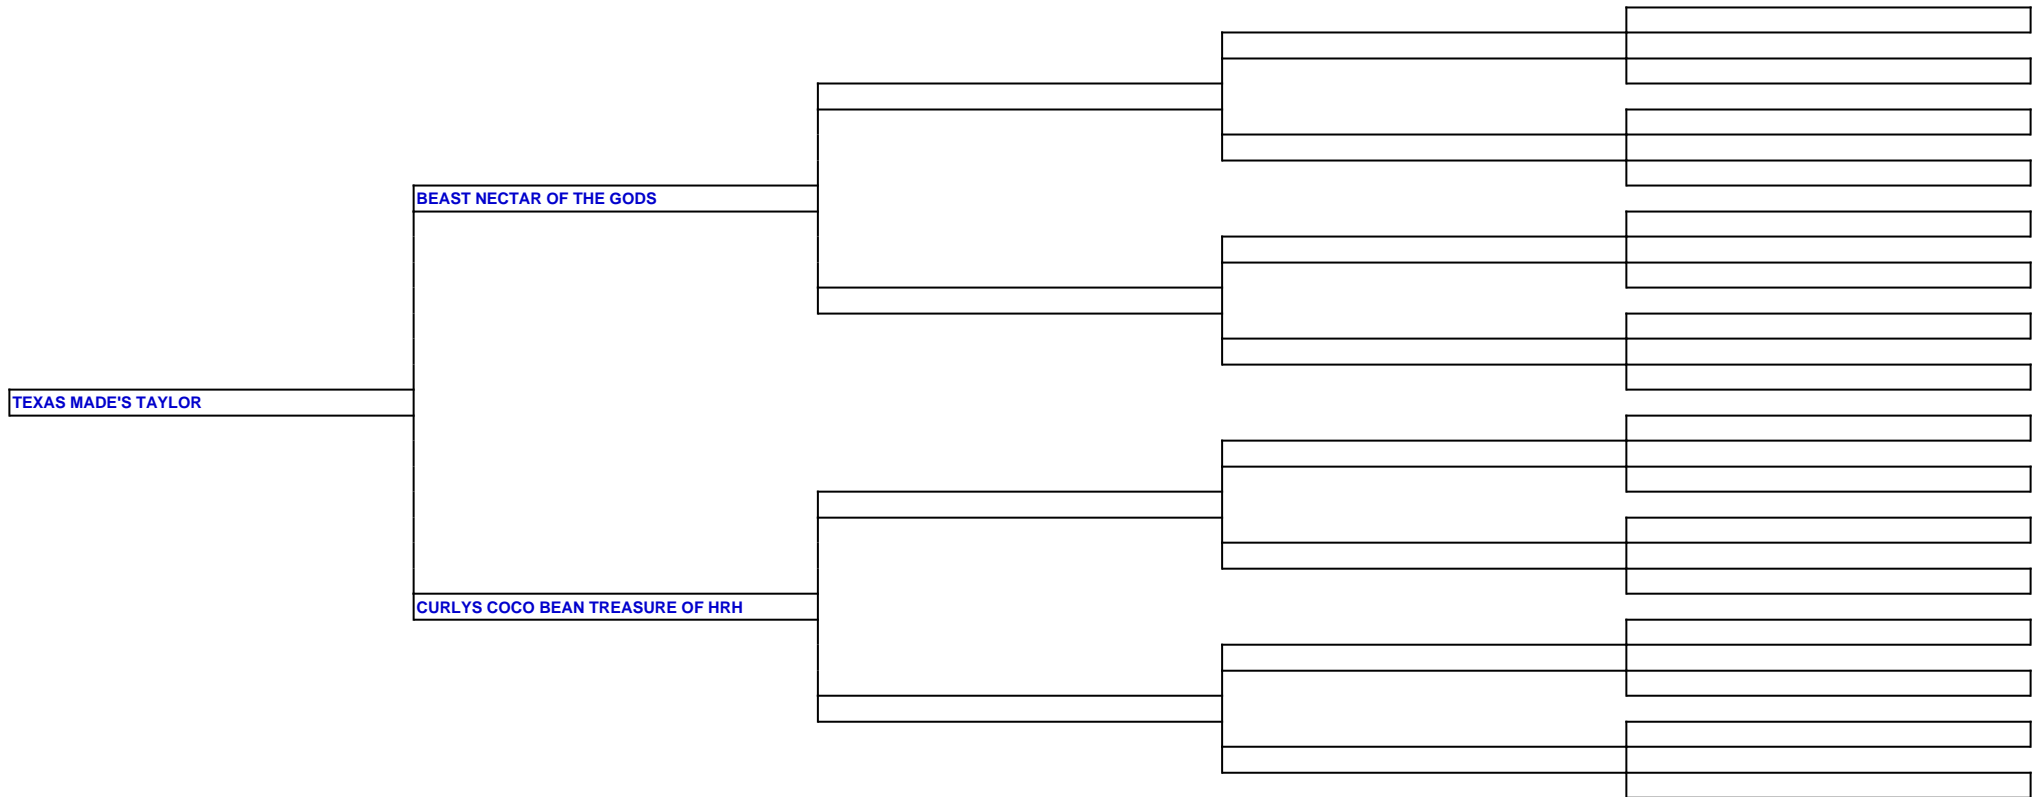 BEAST NECTAR OF THE GODS
TEXAS MADE'S TAYLOR
CURLYS COCO BEAN TREASURE OF HRH